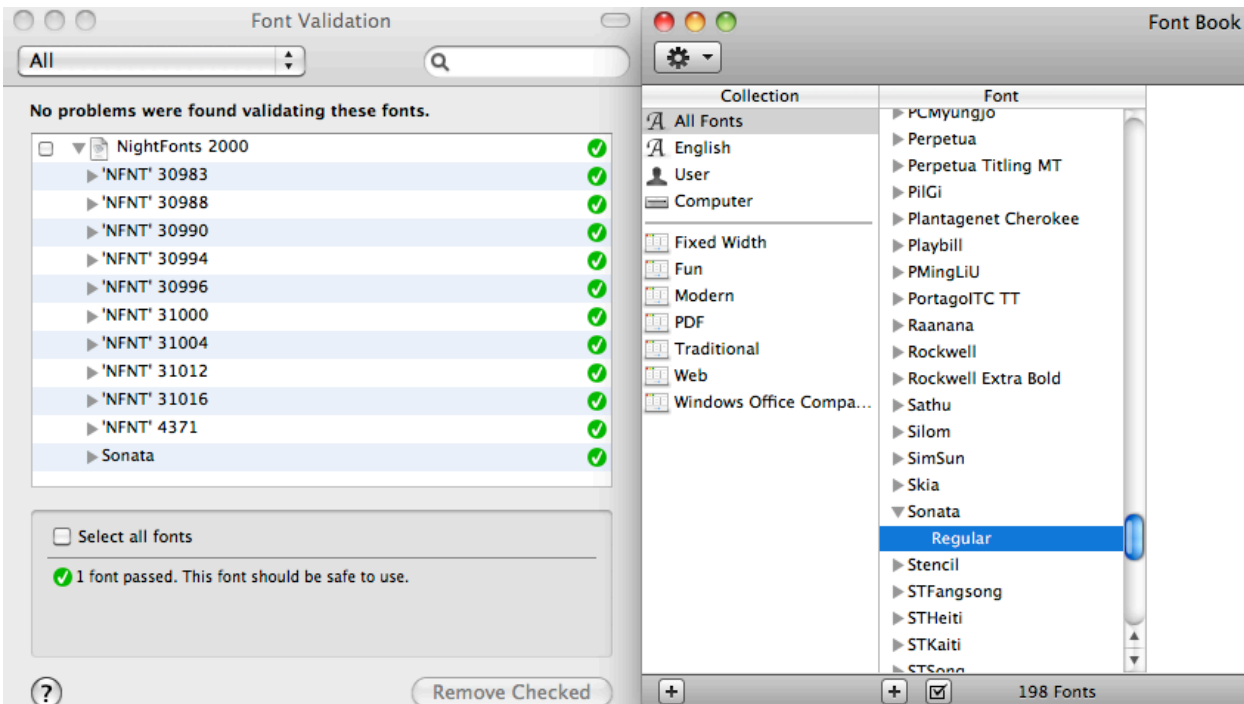 Font Validation
All
No problems were found validating these fonts.
NightFonts 2000
'NFNT' 30983
'NFNT' 30988
'NFNT' 30990
'NFNT' 30994
'NFNT' 30996
'NFNT' 31000
'NFNT' 31004
'NFNT' 31012
'NFNT' 31016
'NFNT' 4371
Sonata
Select all fonts
1 font passed. This font should be safe to use.
?
Remove Checked
Font Book
Collection
All Fonts
English
User
Computer
Fixed Width
Fun
Modern
PDF
Traditional
Web
Windows Office Compa...
Font
PCMyungjo
Perpetua
Perpetua Titling MT
PilGi
Plantagenet Cherokee
Playbill
PMingLiU
PortagoITC TT
Raanana
Rockwell
Rockwell Extra Bold
Sathu
Silom
SimSun
Skia
Sonata
Regular
Stencil
STFangsong
STHeiti
STKaiti
STSong
198 Fonts